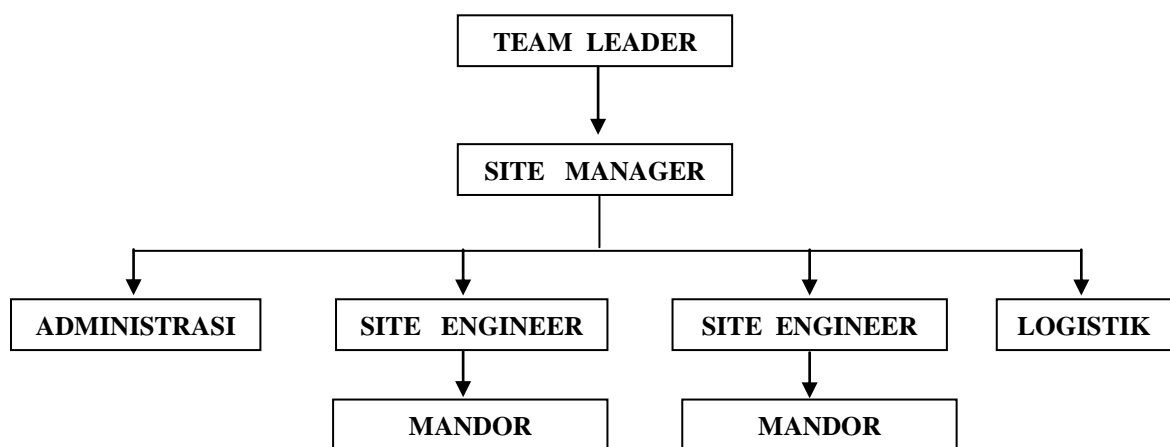 TEAM LEADER
SITE MANAGER
ADMINISTRASI
SITE ENGINEER
SITE ENGINEER
LOGISTIK
MANDOR
MANDOR